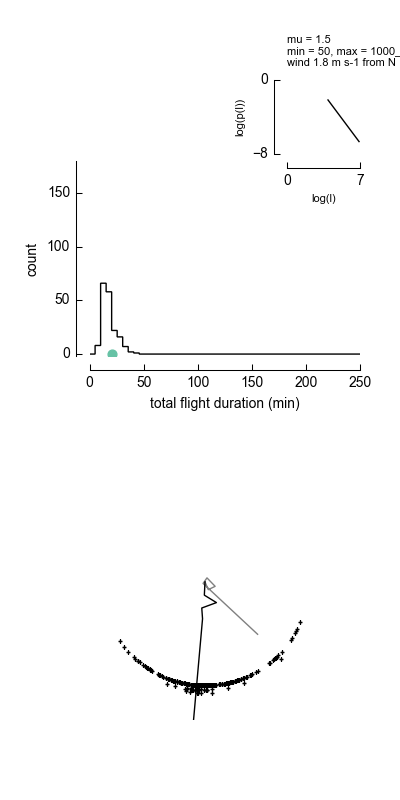 mu = 1.5
min = 50, max = 1000_
wind 1.8 m s-1 from N
0
log(p(l))
−8
0 7
log(l)
150
100
count
50
0
0 50 100 150 200 250
total flight duration (min)